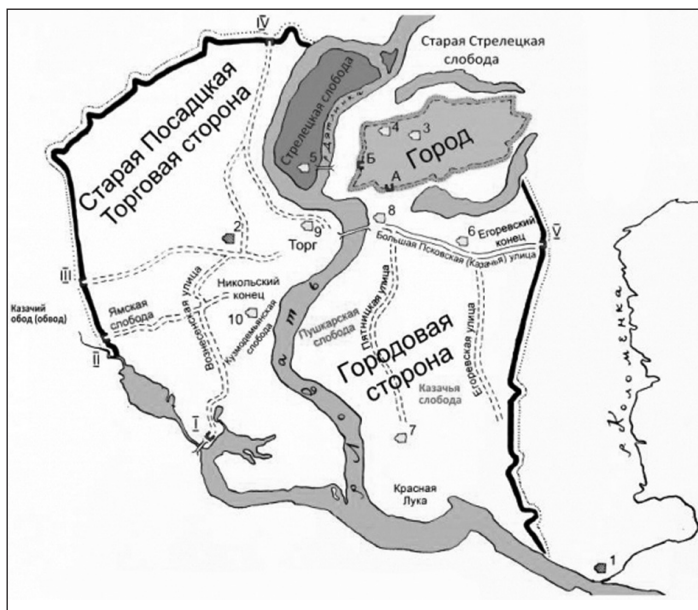 IV
Старая Стрелецкая
слобода
Старая Посадцкая
Торговая сторона
Стрелецкая слобода
4
3
Город
Б
А
5
8
6
Егоревский
конец
V
Большая Псковская (Казачья) улица
2
9
Торг
III
Казачий
обод (обвод)
Ямская
слобода
Никольский
конец
II
Вознесенская улица
Кузмодемьянская
слобода
10
Пушкарская
слобода
Пятницкая улица
Городовая
сторона
Егоревская улица
Казачья
слобода
I
р. Ловать
7
Красная
Лука
я Коломенка
1